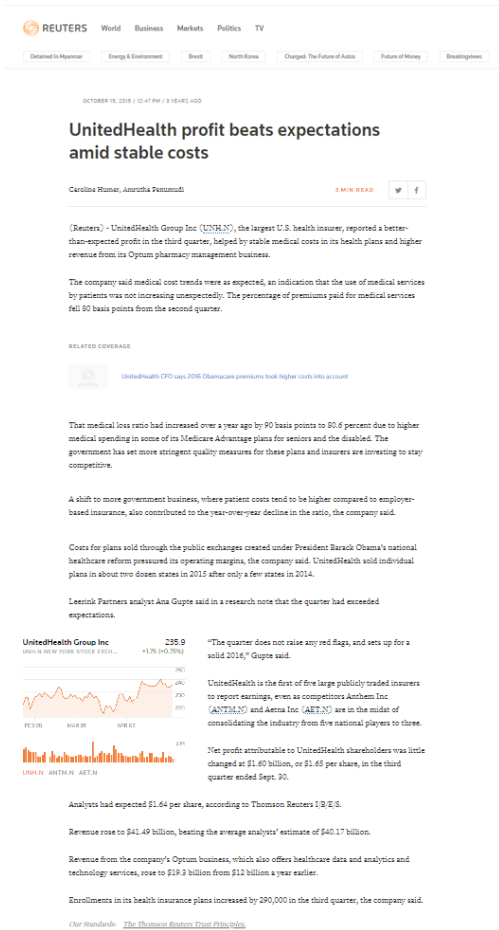 REUTERS World Business Markets Politics TV
Detained In Myanmar Energy & Environment Brexit North Korea Charged: The Future of Autos Future of Money Breakingviews
OCTOBER 15, 2015 / 12:47 PM / 3 YEARS AGO
UnitedHealth profit beats expectations
amid stable costs
Caroline Humer, Amrutha Penumudi
3 MIN READ
(Reuters) - UnitedHealth Group Inc (UNH.N), the largest U.S. health insurer, reported a better-
than-expected profit in the third quarter, helped by stable medical costs in its health plans and higher
revenue from its Optum pharmacy management business.
The company said medical cost trends were as expected, an indication that the use of medical services
by patients was not increasing unexpectedly. The percentage of premiums paid for medical services
fell 80 basis points from the second quarter.
RELATED COVERAGE
UnitedHealth CFO says 2016 Obamacare premiums took higher costs into account
That medical loss ratio had increased over a year ago by 90 basis points to 80.6 percent due to higher
medical spending in some of its Medicare Advantage plans for seniors and the disabled. The
government has set more stringent quality measures for these plans and insurers are investing to stay
competitive.
A shift to more government business, where patient costs tend to be higher compared to employer-
based insurance, also contributed to the year-over-year decline in the ratio, the company said.
Costs for plans sold through the public exchanges created under President Barack Obama's national
healthcare reform pressured its operating margins, the company said. UnitedHealth sold individual
plans in about two dozen states in 2015 after only a few states in 2014.
Leerink Partners analyst Ana Gupte said in a research note that the quarter had exceeded
expectations.
UnitedHealth Group Inc 235.9
UNH.N NEW YORK STOCK EXCH... +1.75 (+0.75%)
240
230
220
FEB 05 MAR 08 APR 03
UNH.N ANTM.N AET.N
"The quarter does not raise any red flags, and sets up for a
solid 2016," Gupte said.
UnitedHealth is the first of five large publicly traded insurers
to report earnings, even as competitors Anthem Inc
(ANTM.N) and Aetna Inc (AET.N) are in the midst of
consolidating the industry from five national players to three.
Net profit attributable to UnitedHealth shareholders was little
changed at $1.60 billion, or $1.65 per share, in the third
quarter ended Sept. 30.
Analysts had expected $1.64 per share, according to Thomson Reuters I/B/E/S.
Revenue rose to $41.49 billion, beating the average analysts' estimate of $40.17 billion.
Revenue from the company's Optum business, which also offers healthcare data and analytics and
technology services, rose to $19.3 billion from $12 billion a year earlier.
Enrollments in its health insurance plans increased by 290,000 in the third quarter, the company said.
Our Standards: The Thomson Reuters Trust Principles.